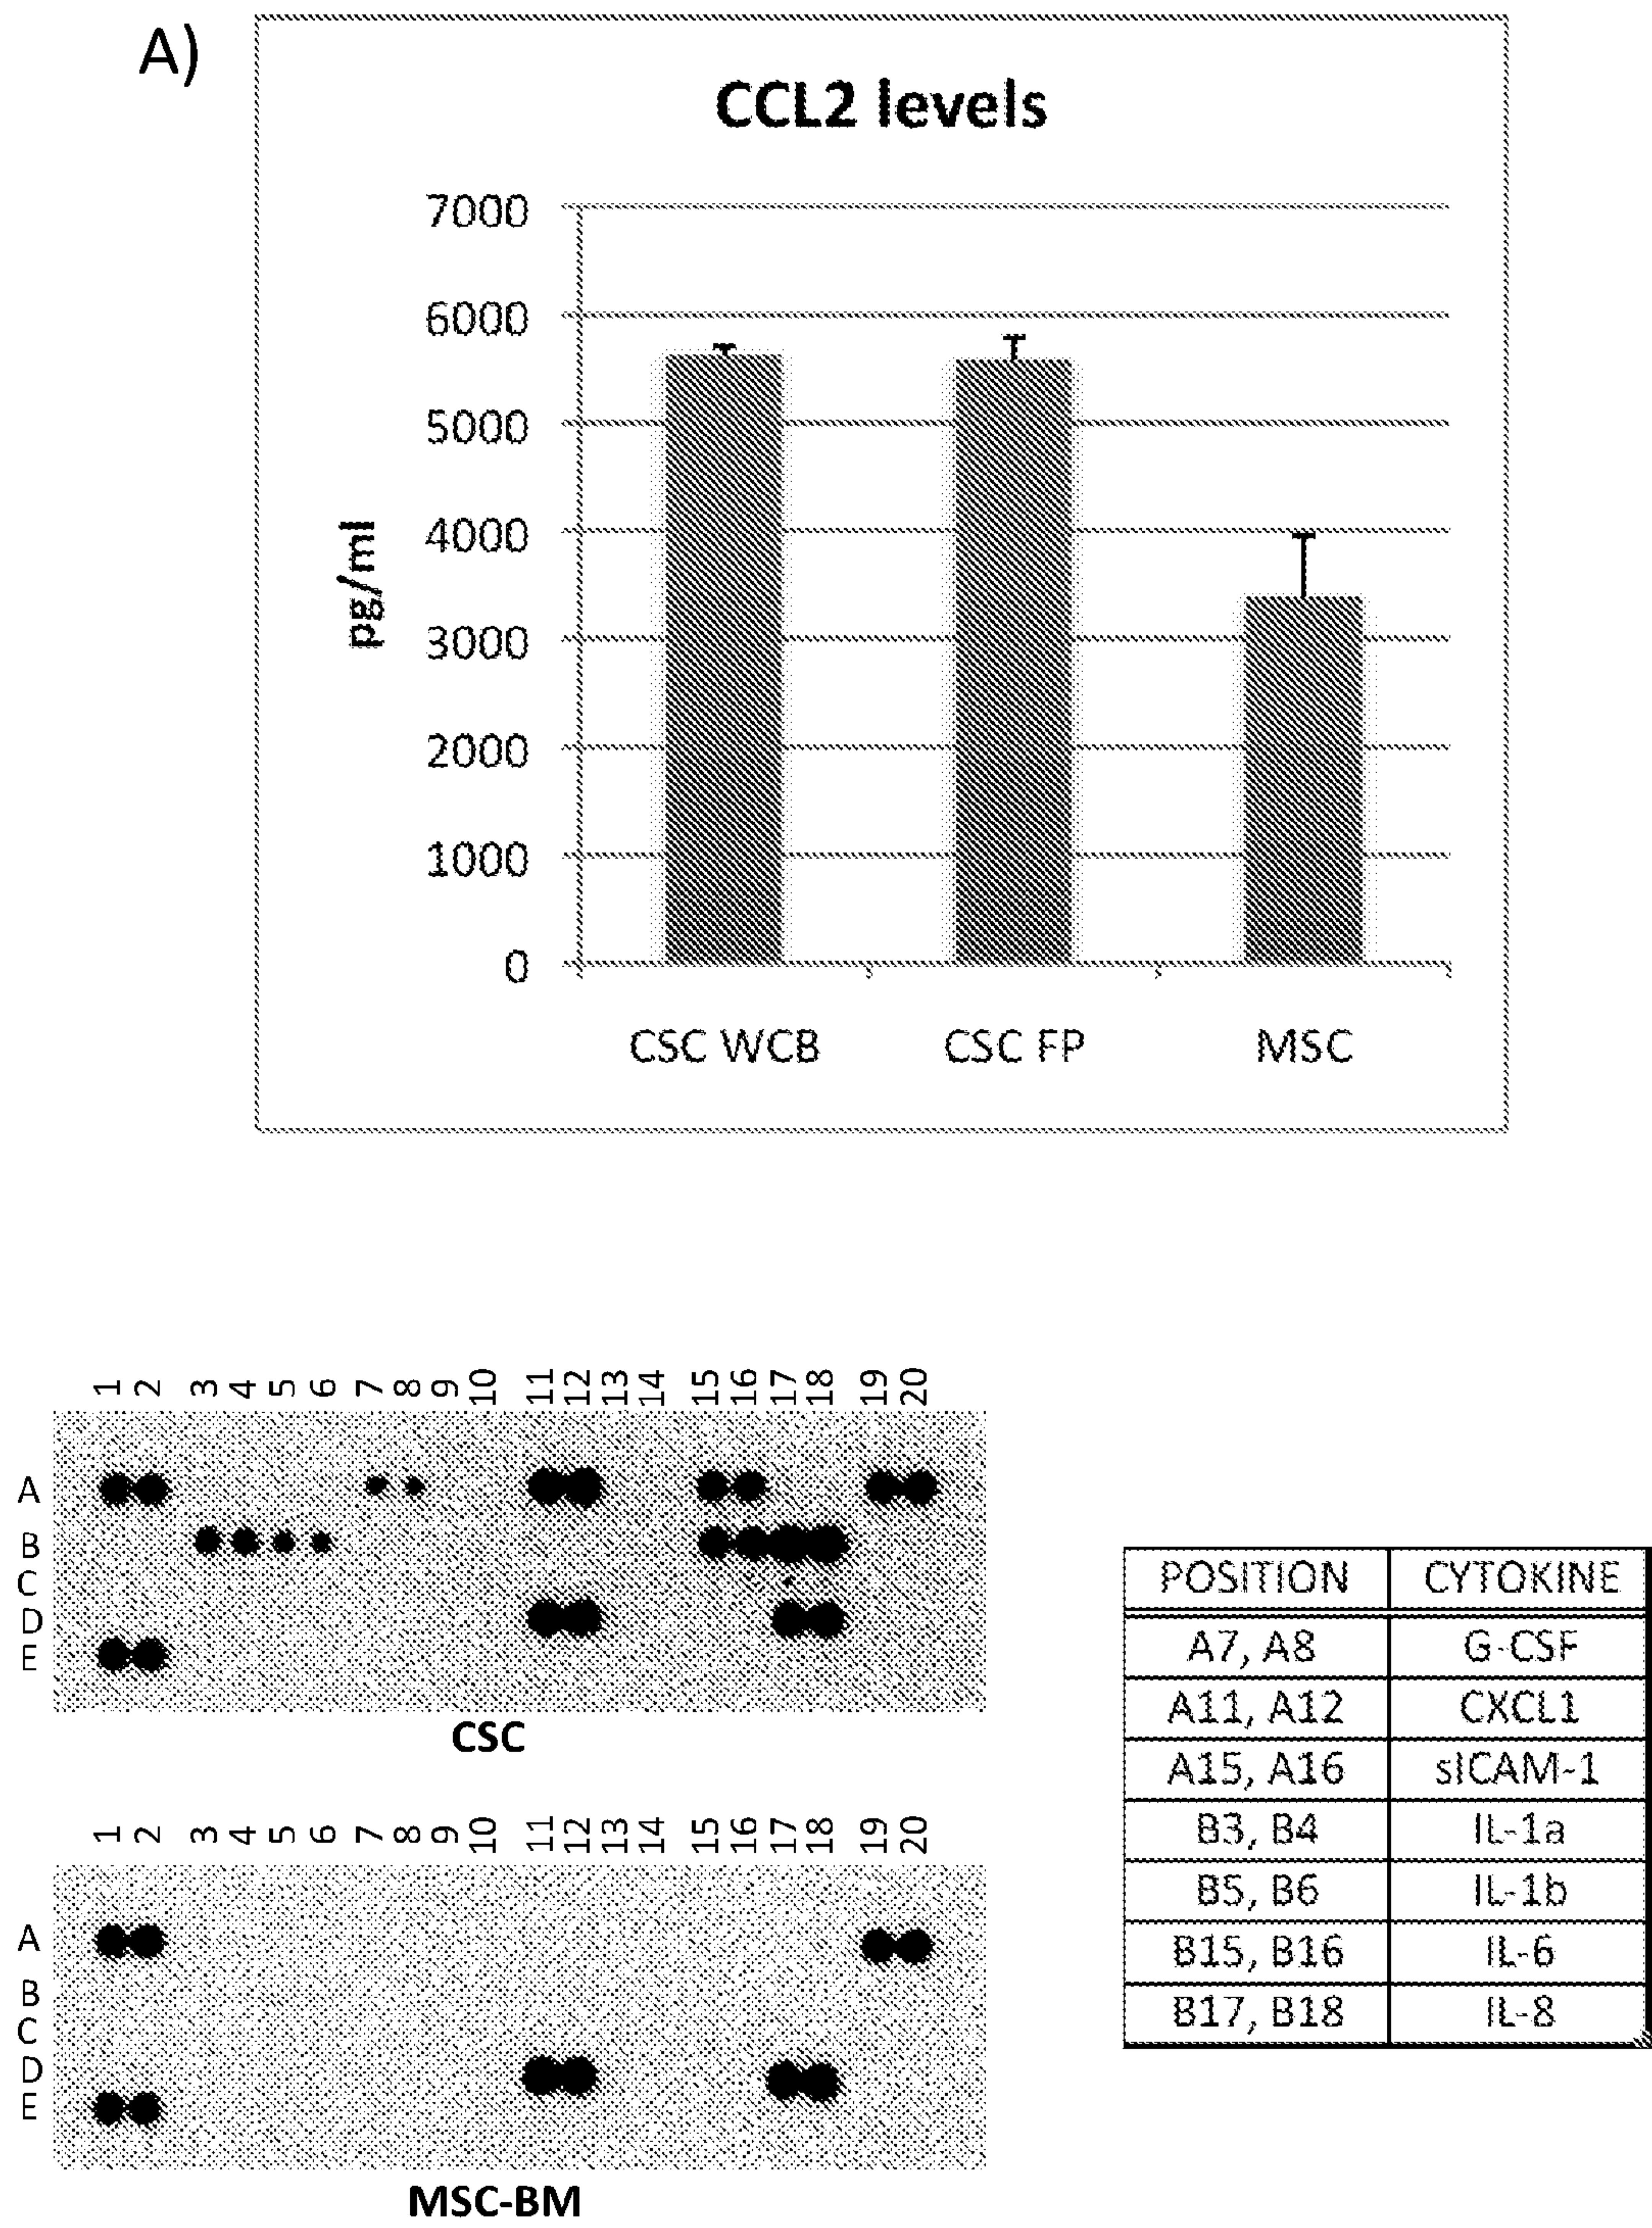 A)
CCL2 levels
7000
6000
5000
4000
3000
2000
1000
0
pg/ml
CSC WCB CSC FP MSC
1 2 3 4 5 6 7 8 9 10 11 12 13 14 15 16 17 18 19 20
A
B
C
D
E
CSC
1 2 3 4 5 6 7 8 9 10 11 12 13 14 15 16 17 18 19 20
A
B
C
D
E
MSC-BM
POSITION CYTOKINE
A7, A8 G-CSF
A11, A12 CXCL1
A15, A16 sICAM-1
B3, B4 IL-1a
B5, B6 IL-1b
B15, B16 IL-6
B17, B18 IL-8